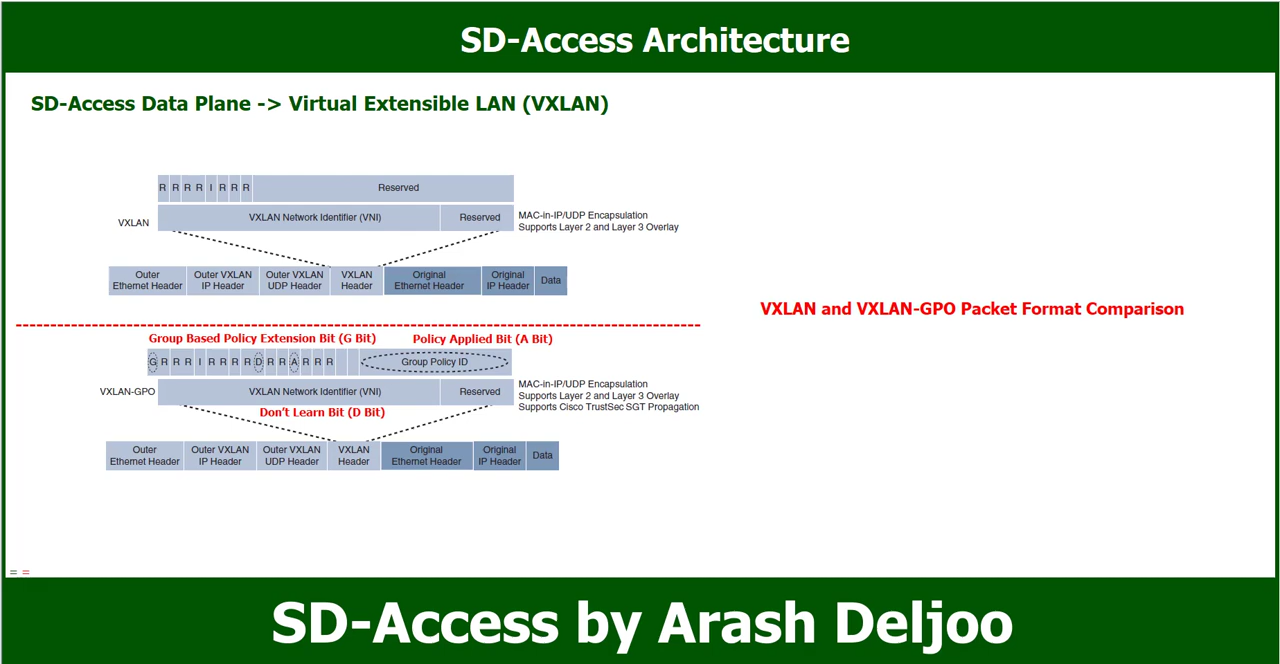 SD-Access Architecture
SD-Access Data Plane -> Virtual Extensible LAN (VXLAN)
R R R R I R R R Reserved
VXLAN
VXLAN Network Identifier (VNI) Reserved
MAC-in-IP/UDP Encapsulation
Supports Layer 2 and Layer 3 Overlay
Outer Ethernet Header
Outer VXLAN IP Header
Outer VXLAN UDP Header
VXLAN Header
Original Ethernet Header
Original IP Header
Data
VXLAN and VXLAN-GPO Packet Format Comparison
Group Based Policy Extension Bit (G Bit)
Policy Applied Bit (A Bit)
G R R R I R R R R D R R A R R R Group Policy ID
VXLAN-GPO
VXLAN Network Identifier (VNI) Reserved
MAC-in-IP/UDP Encapsulation
Supports Layer 2 and Layer 3 Overlay
Supports Cisco TrustSec SGT Propagation
Don't Learn Bit (D Bit)
Outer Ethernet Header
Outer VXLAN IP Header
Outer VXLAN UDP Header
VXLAN Header
Original Ethernet Header
Original IP Header
Data
SD-Access by Arash Deljoo